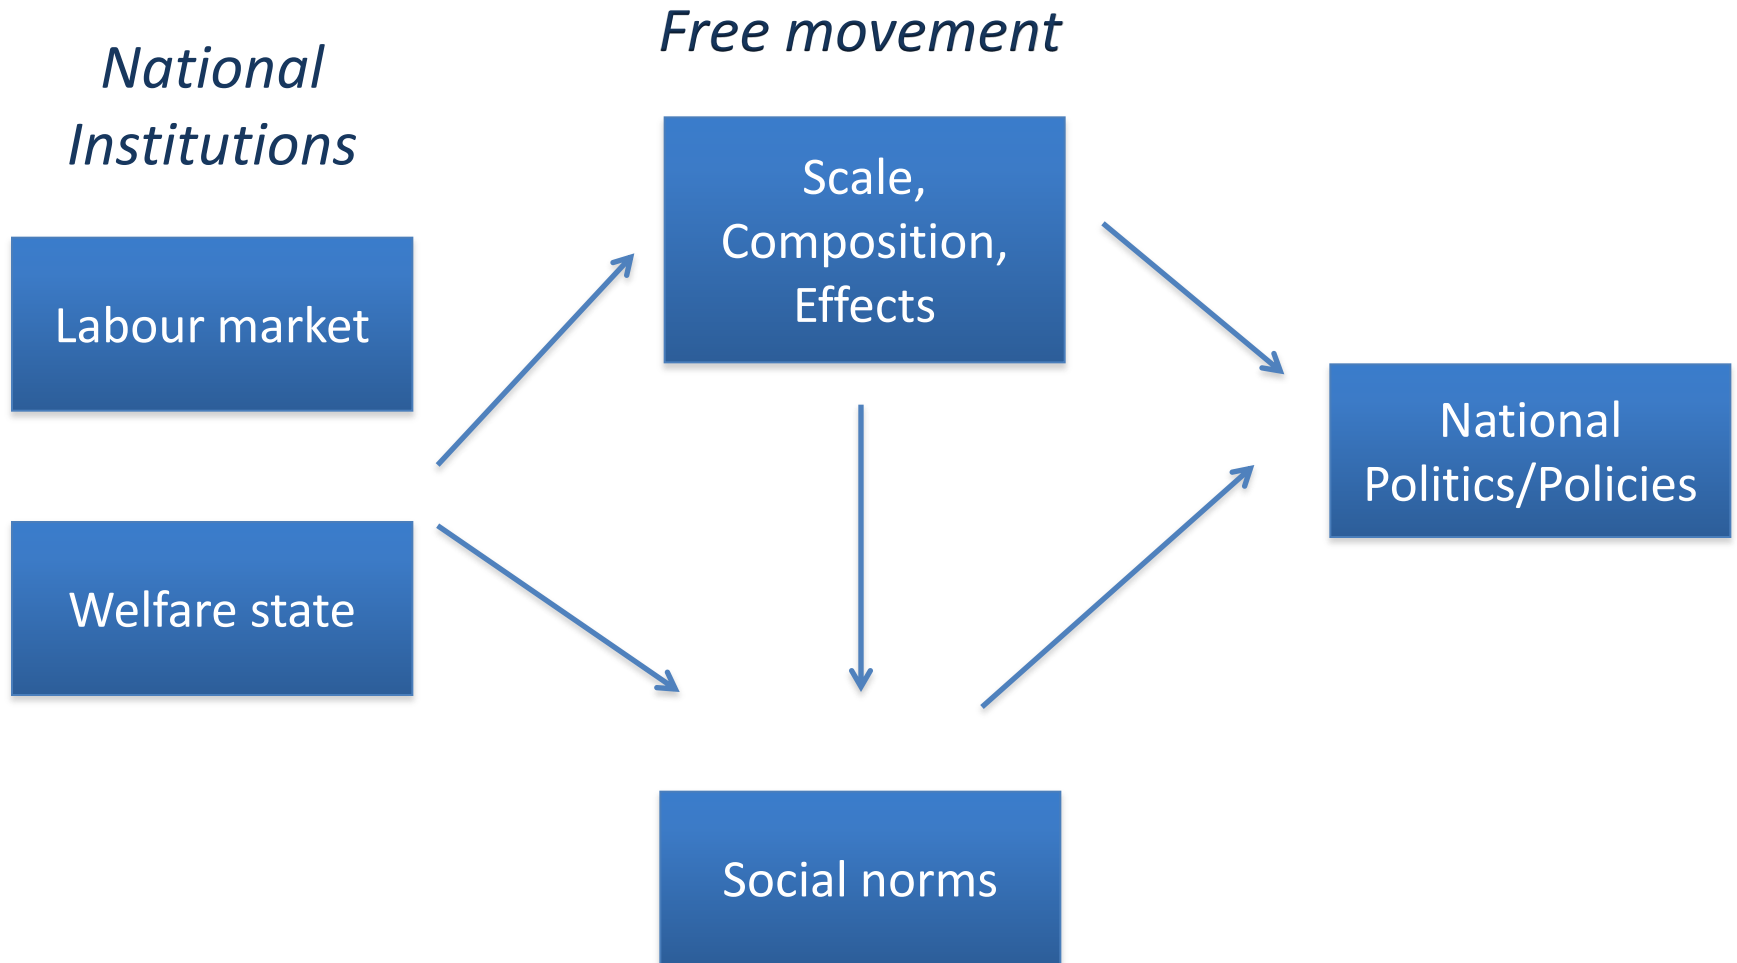 National
Institutions
Free movement
Labour market
Welfare state
Scale,
Composition,
Effects
Social norms
National
Politics/Policies